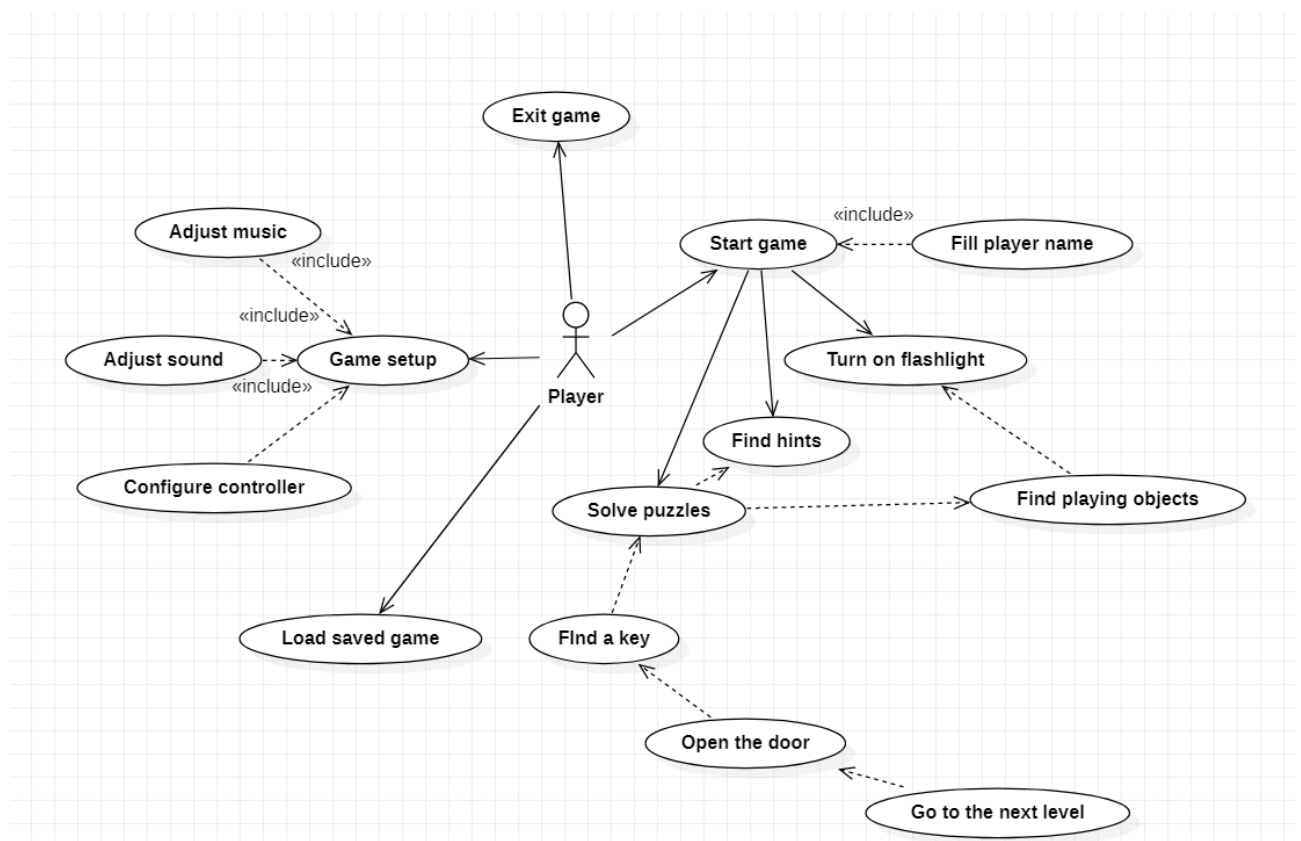 Exit game
Adjust music
«include»
Start game
«include»
Fill player name
«include»
Adjust sound
Game setup
«include»
Player
Turn on flashlight
Find hints
Configure controller
Solve puzzles
Find playing objects
Load saved game
FInd a key
Open the door
Go to the next level